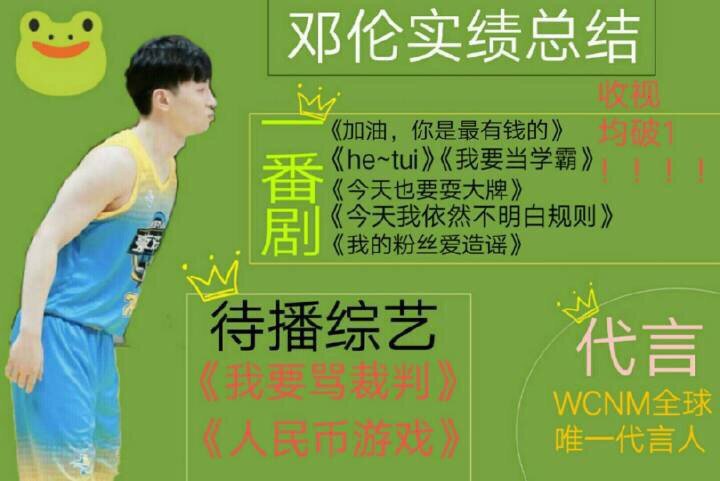 邓伦实绩总结
收视
均破1
！！！！
一番剧
《加油，你是最有钱的》
《he~tui》《我要当学霸》
《今天也要耍大牌》
《今天我依然不明白规则》
《我的粉丝爱造谣》
待播综艺
《我要骂裁判》
《人民币游戏》
代言
WCNM全球
唯一代言人